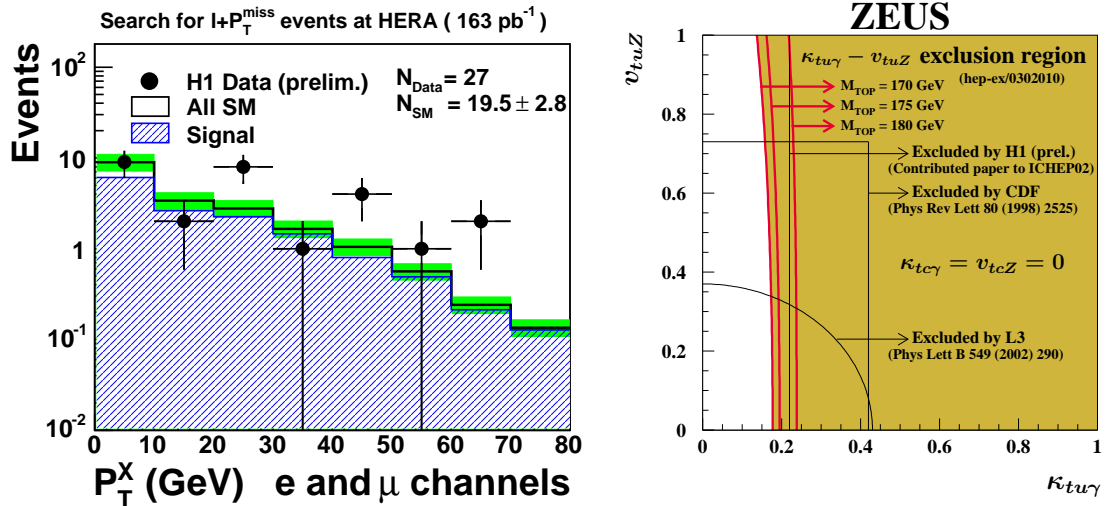 Search for l+P_T^miss events at HERA ( 163 pb^-1)
Events
10^2
10
1
10^-1
10^-2
H1 Data (prelim.)
All SM
Signal
N_Data = 27
N_SM = 19.5 ± 2.8
0 10 20 30 40 50 60 70 80
P_T^X (GeV) e and μ channels
ZEUS
v_tuZ
1
0.8
0.6
0.4
0.2
0
κ_tuγ − v_tuZ exclusion region
(hep-ex/0302010)
M_TOP = 170 GeV
M_TOP = 175 GeV
M_TOP = 180 GeV
Excluded by H1 (prel.)
(Contributed paper to ICHEP02)
Excluded by CDF
(Phys Rev Lett 80 (1998) 2525)
κ_tcγ = v_tcZ = 0
Excluded by L3
(Phys Lett B 549 (2002) 290)
0 0.2 0.4 0.6 0.8 1
κ_tuγ